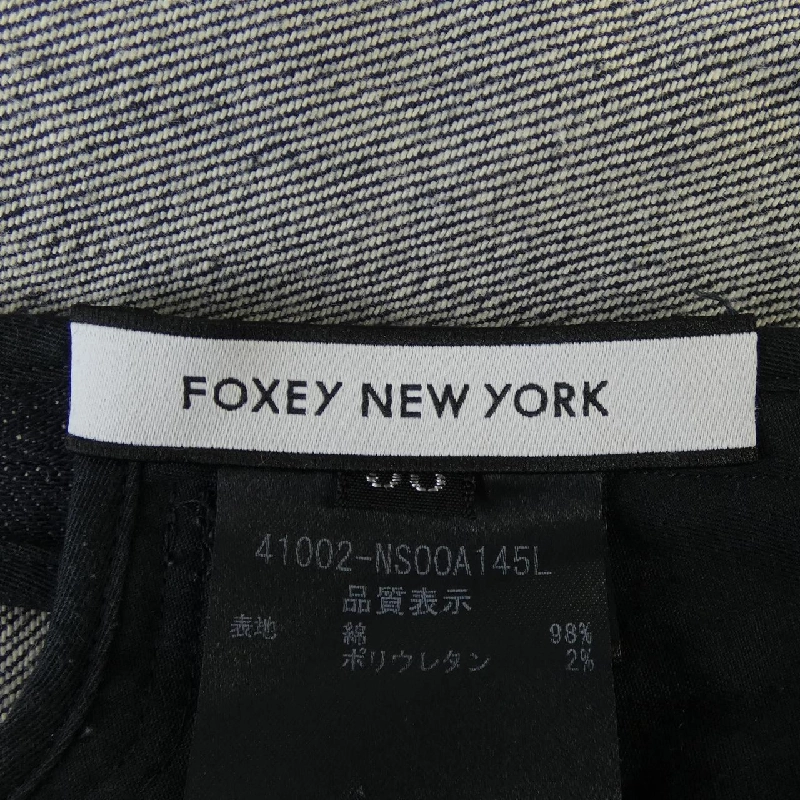 FOXEY NEW YORK
41002-NS00A145L
品質表示
表地 綿 98%
ポリウレタン 2%